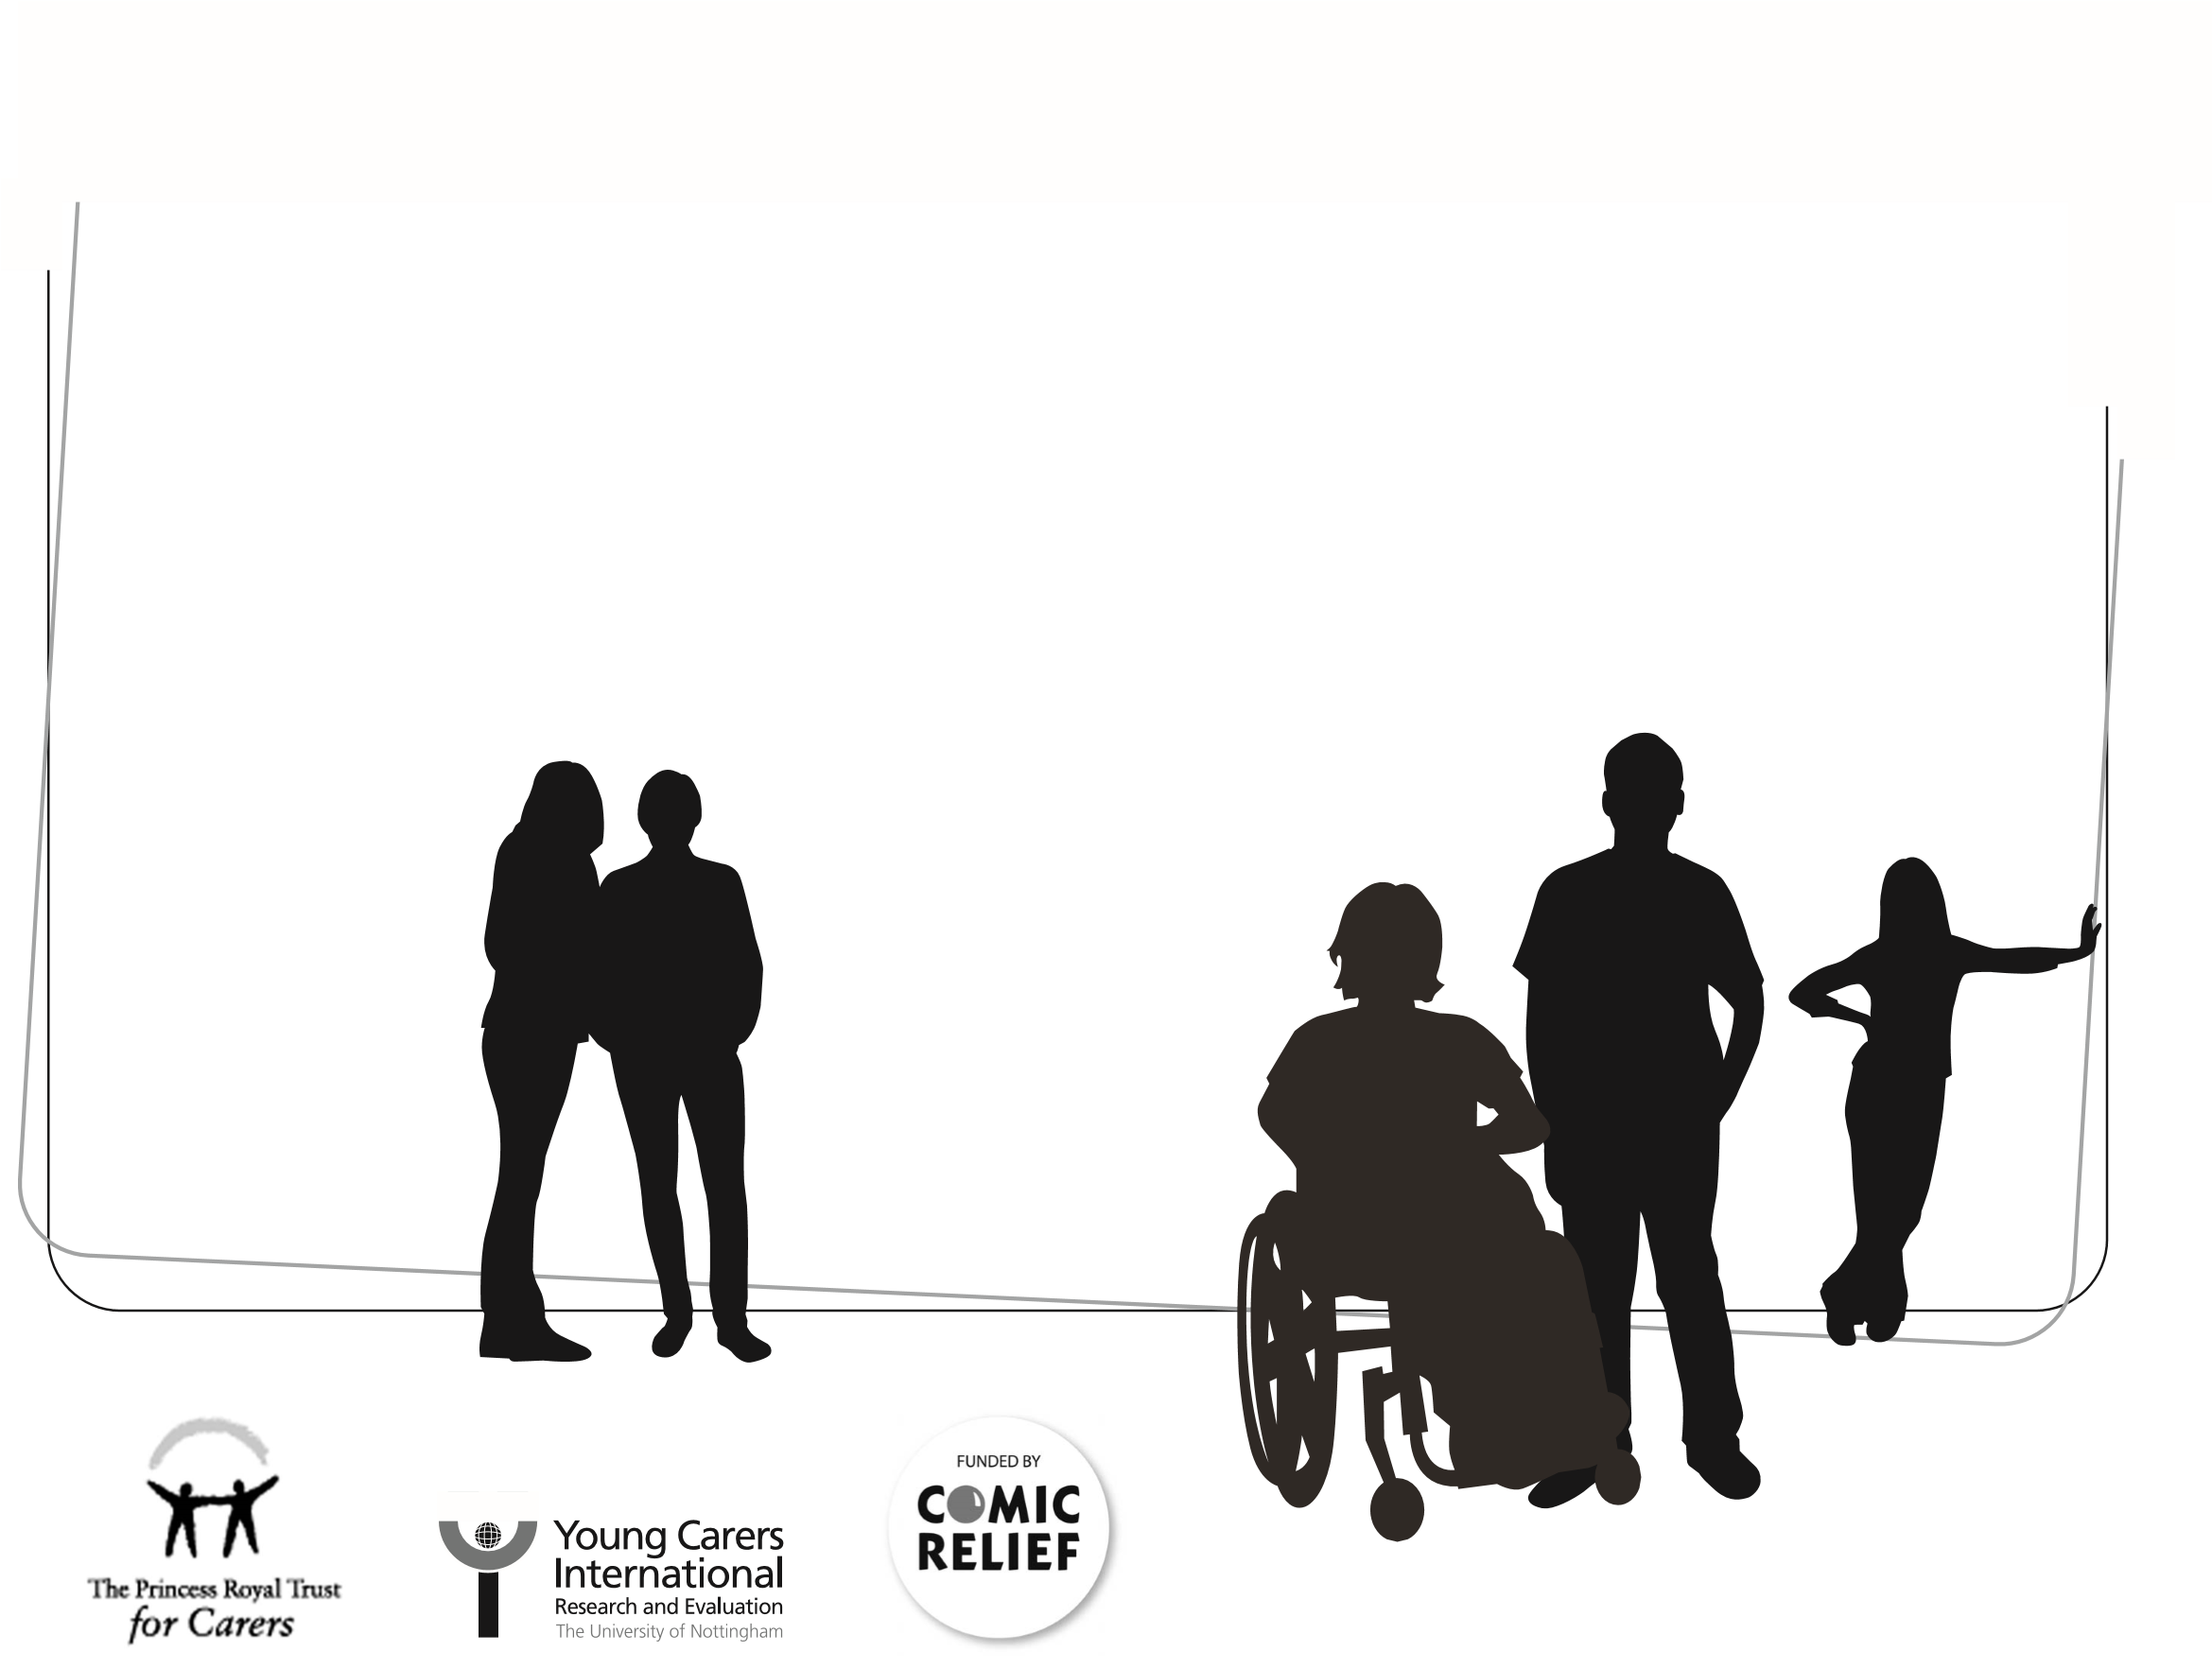 The Princess Royal Trust
for Carers
Young Carers
International
Research and Evaluation
The University of Nottingham
FUNDED BY
COMIC
RELIEF